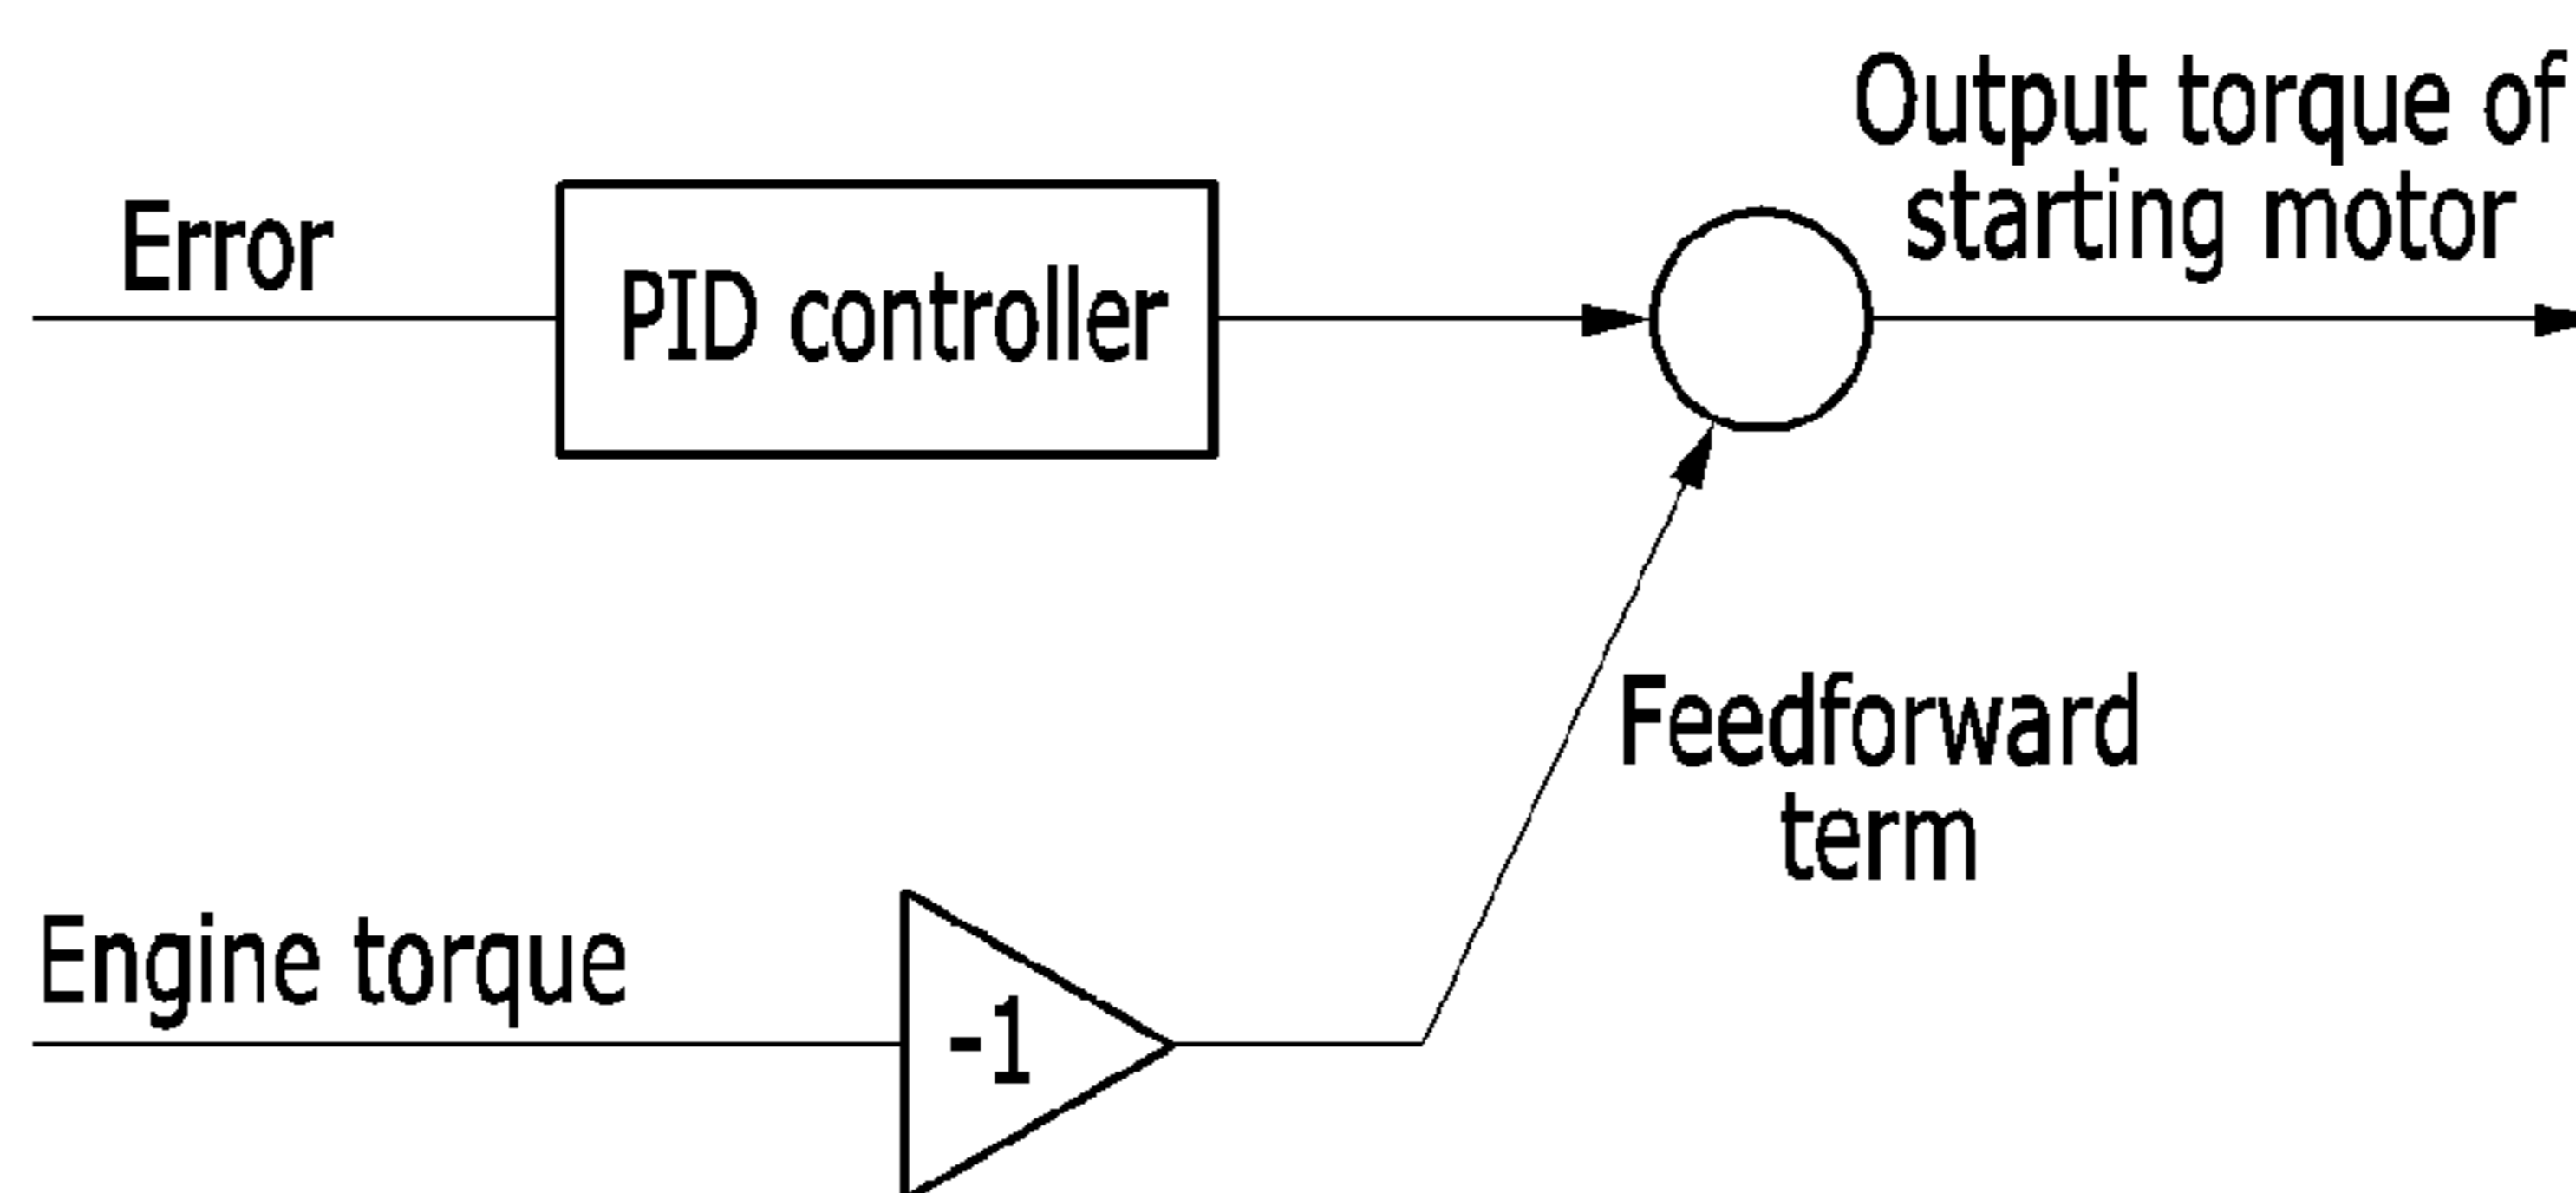 Output torque of
starting motor
Error
PID controller
Feedforward
term
Engine torque
-1